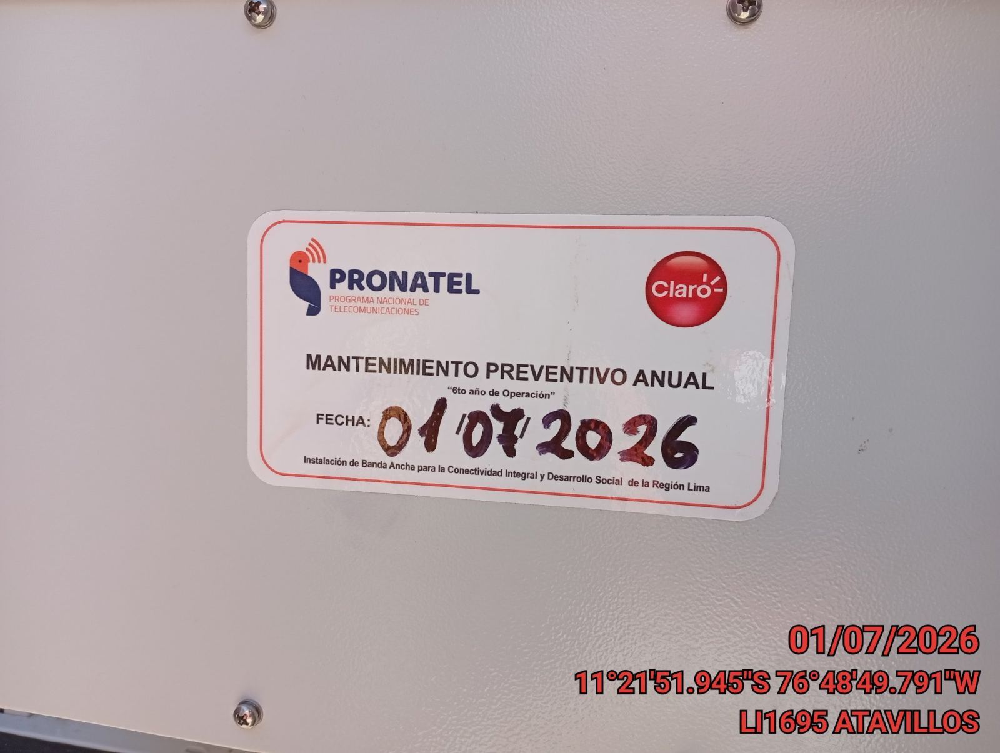 PRONATEL
PROGRAMA NACIONAL DE
TELECOMUNICACIONES
Claro
MANTENIMIENTO PREVENTIVO ANUAL
“6to año de Operación”
FECHA: 01/07/2026
Instalación de Banda Ancha para la Conectividad Integral y Desarrollo Social de la Región Lima
01/07/2026
11°21'51.945"S 76°48'49.791"W
LI1695 ATAVILLOS